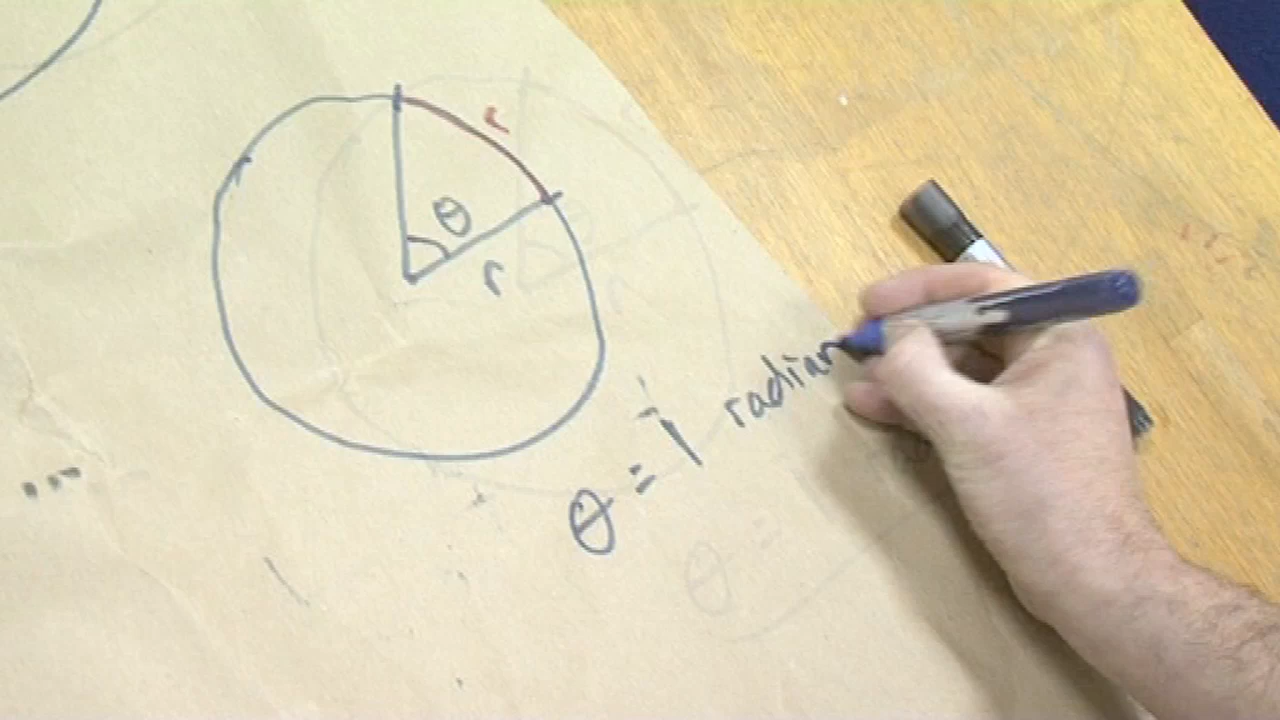 r
θ
r
θ = 1 radian
...